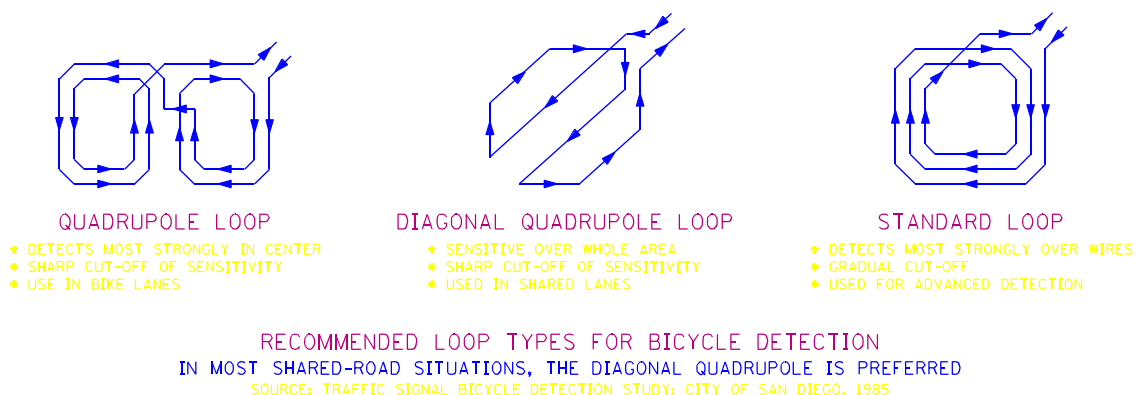 QUADRUPOLE LOOP
* DETECTS MOST STRONGLY IN CENTER
* SHARP CUT-OFF OF SENSITIVITY
* USE IN BIKE LANES
DIAGONAL QUADRUPOLE LOOP
* SENSITIVE OVER WHOLE AREA
* SHARP CUT-OFF OF SENSITIVITY
* USED IN SHARED LANES
STANDARD LOOP
* DETECTS MOST STRONGLY OVER WIRES
* GRADUAL CUT-OFF
* USED FOR ADVANCED DETECTION
RECOMMENDED LOOP TYPES FOR BICYCLE DETECTION
IN MOST SHARED-ROAD SITUATIONS, THE DIAGONAL QUADRUPOLE IS PREFERRED
SOURCE: TRAFFIC SIGNAL BICYCLE DETECTION STUDY; CITY OF SAN DIEGO, 1985